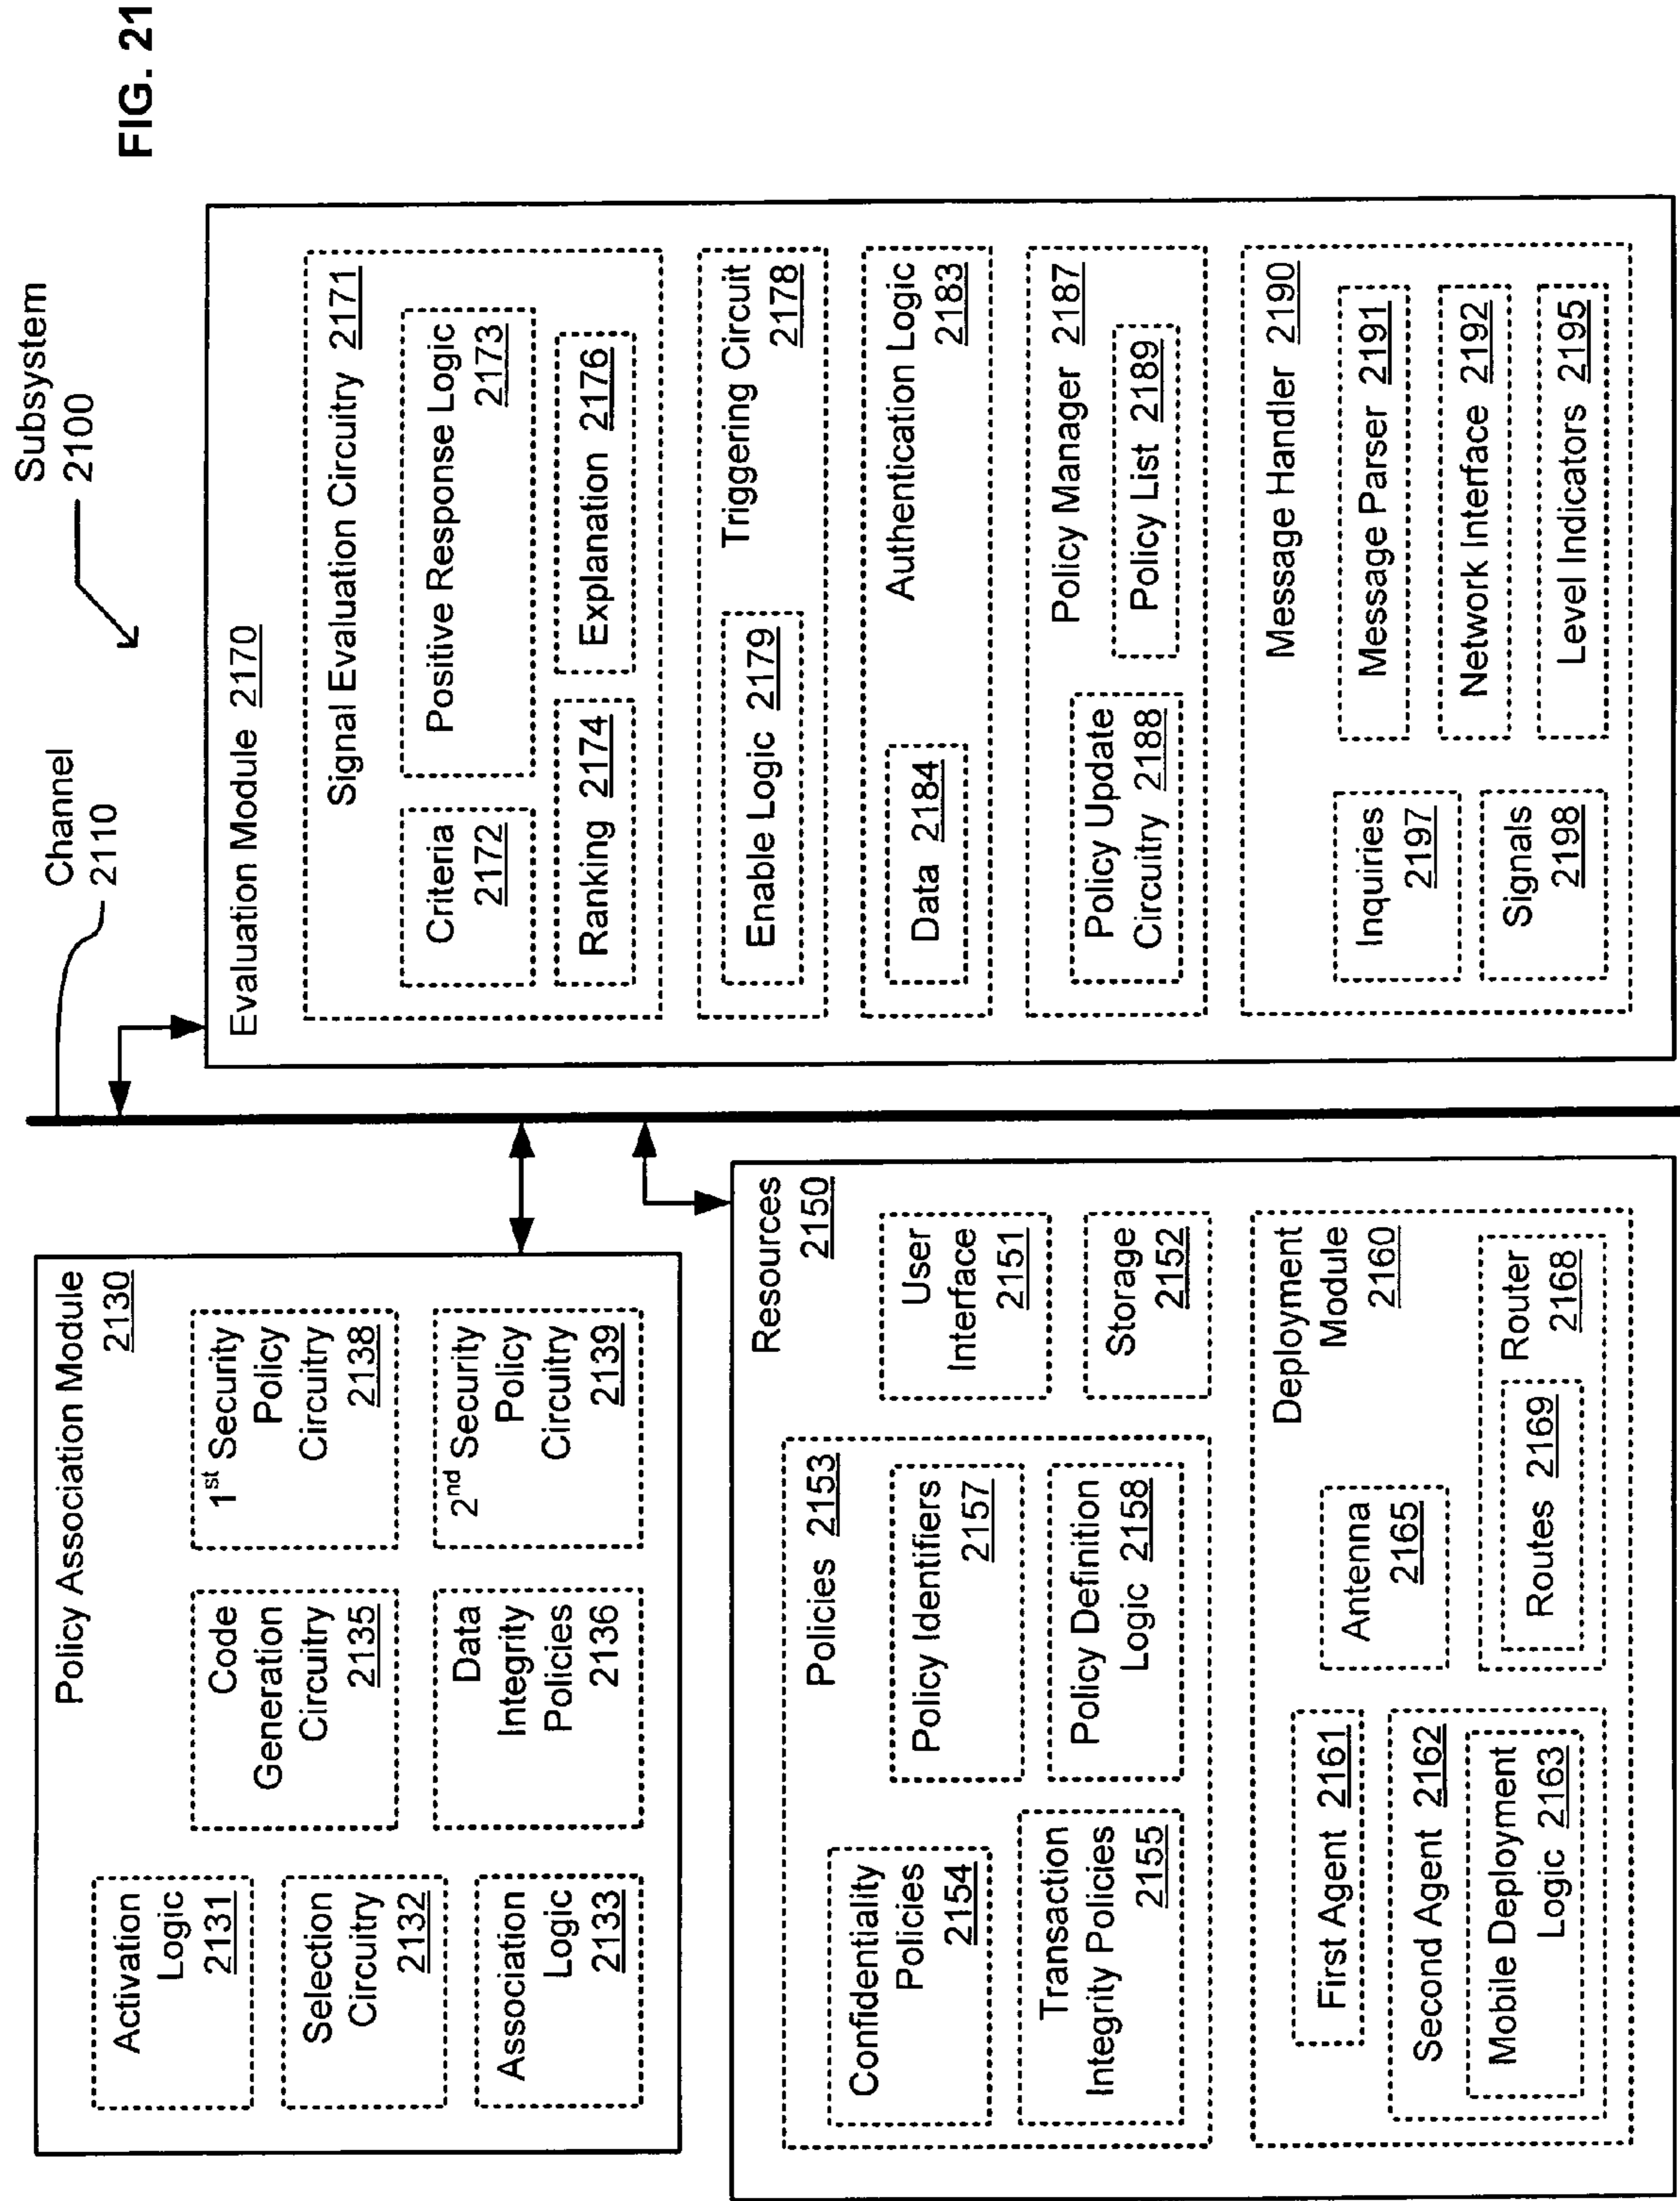 FIG. 21
Subsystem
2100
Channel
2110
Policy Association Module
2130
Activation
Logic
2131
Selection
Circuitry
2132
Association
Logic
2133
Code
Generation
Circuitry
2135
Data
Integrity
Policies
2136
1st Security
Policy
Circuitry
2138
2nd Security
Policy
Circuitry
2139
Resources
2150
User
Interface
2151
Storage
2152
Policies 2153
Confidentiality
Policies
2154
Transaction
Integrity Policies
2155
Policy Identifiers
2157
Policy Definition
Logic 2158
Deployment
Module
2160
First Agent 2161
Second Agent 2162
Mobile Deployment
Logic 2163
Antenna
2165
Router
2168
Routes 2169
Evaluation Module 2170
Signal Evaluation Circuitry 2171
Criteria
2172
Positive Response Logic
2173
Ranking 2174
Explanation 2176
Triggering Circuit
2178
Enable Logic 2179
Authentication Logic
2183
Data 2184
Policy Manager 2187
Policy Update
Circuitry 2188
Policy List 2189
Message Handler 2190
Message Parser 2191
Network Interface 2192
Level Indicators 2195
Inquiries
2197
Signals
2198